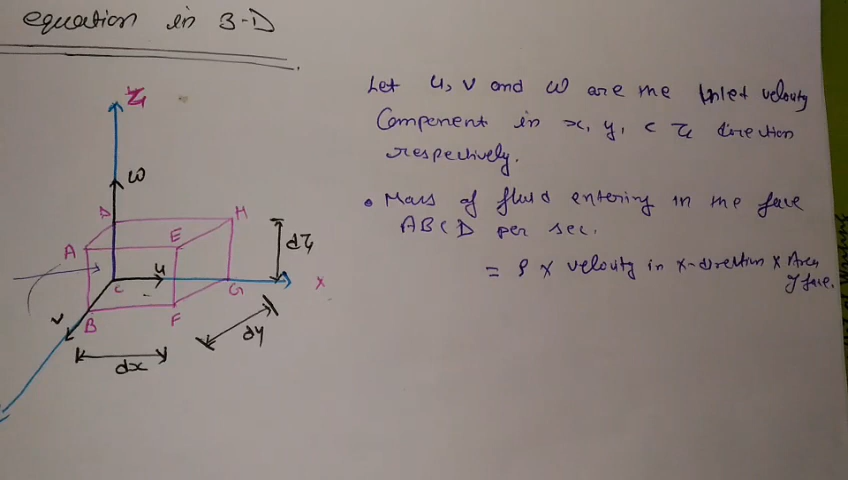 equation in 3-D
Let u, v and w are the Inlet velocity
Component in x, y, c z direction
respectively.
• Mass of fluid entering in the face
ABCD per sec.
= ρ x velocity in x-direction x Area
of face.
z
w
D
H
A
E
dz
u
x
C
G
v
B
F
dy
dx